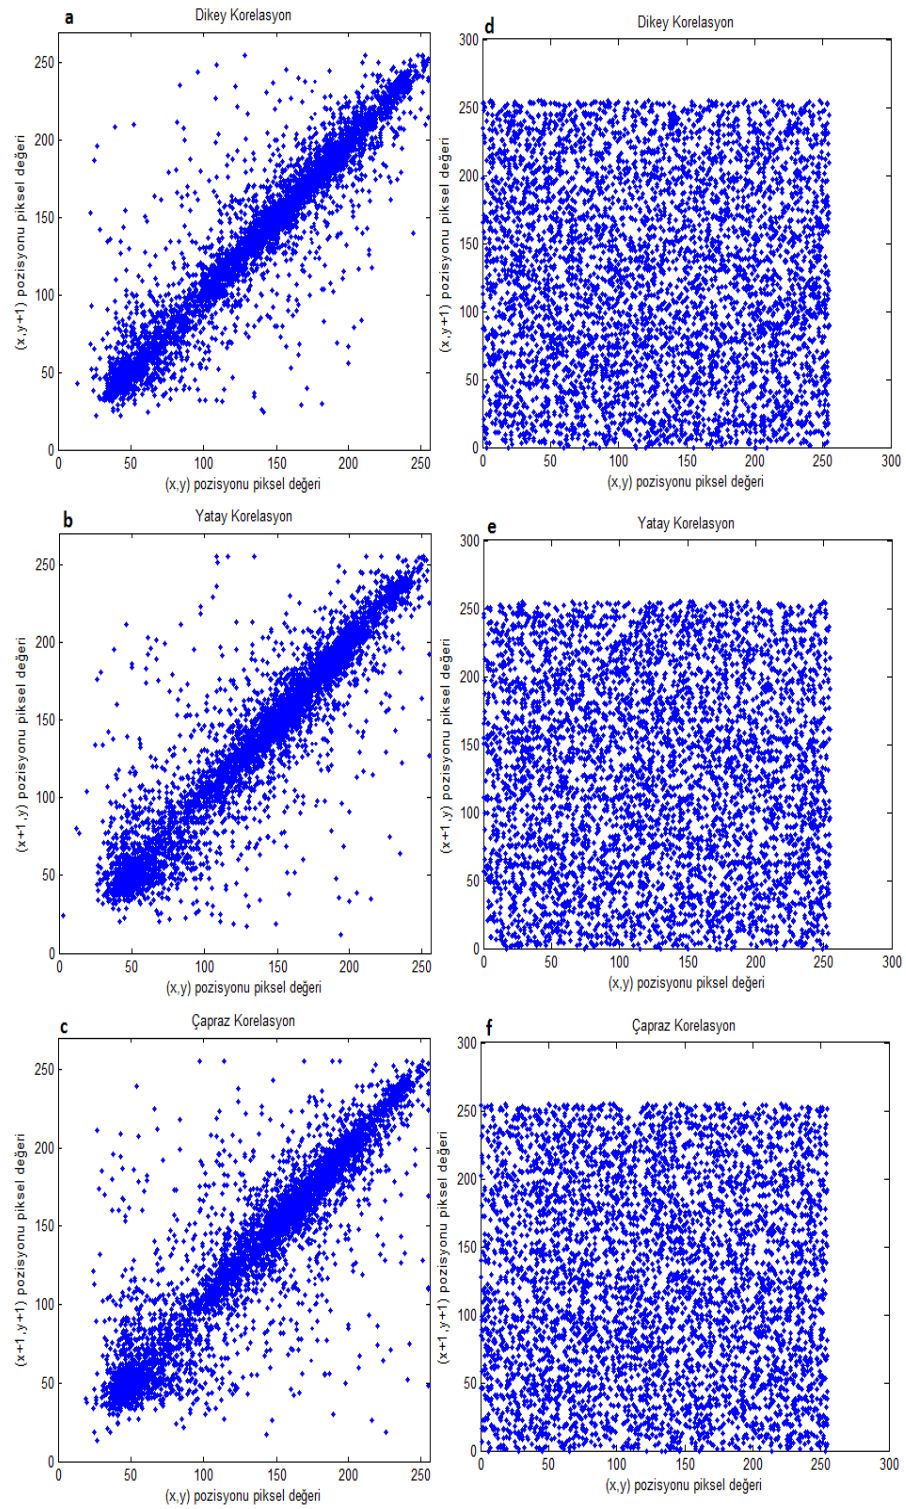 a
Dikey Korelasyon
(x,y+1) pozisyonu piksel değeri
250
200
150
100
50
0
0 50 100 150 200 250
(x,y) pozisyonu piksel değeri
d
Dikey Korelasyon
(x,y+1) pozisyonu piksel değeri
300
250
200
150
100
50
0
0 50 100 150 200 250 300
(x,y) pozisyonu piksel değeri
b
Yatay Korelasyon
(x+1,y) pozisyonu piksel değeri
250
200
150
100
50
0
0 50 100 150 200 250
(x,y) pozisyonu piksel değeri
e
Yatay Korelasyon
(x+1,y) pozisyonu piksel değeri
300
250
200
150
100
50
0
0 50 100 150 200 250 300
(x,y) pozisyonu piksel değeri
c
Çapraz Korelasyon
(x+1,y+1) pozisyonu piksel değeri
250
200
150
100
50
0
0 50 100 150 200 250
(x,y) pozisyonu piksel değeri
f
Çapraz Korelasyon
(x+1,y+1) pozisyonu piksel değeri
300
250
200
150
100
50
0
0 50 100 150 200 250 300
(x,y) pozisyonu piksel değeri